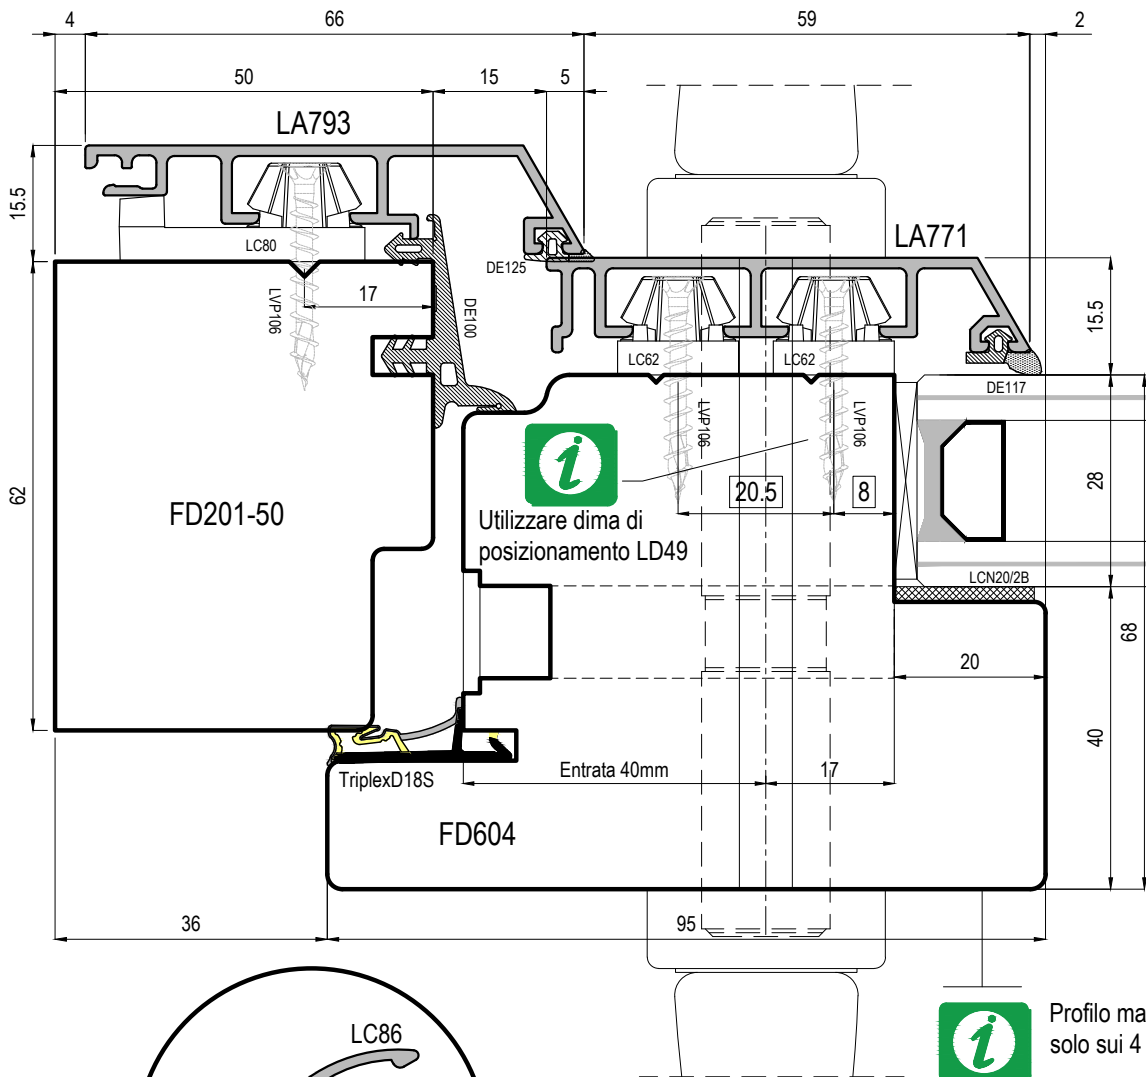 4
66
59
2
50
15
5
LA793
15.5
LC80
DE125
LA771
17
LVP106
DE100
LC62
LC62
15.5
DE117
LVP106
LVP106
62
FD201-50
20.5
8
28
Utilizzare dima di
posizionamento LD49
LCN20/2B
68
20
40
TriplexD18S
Entrata 40mm
17
FD604
36
95
LC86
Profilo ma
solo sui 4